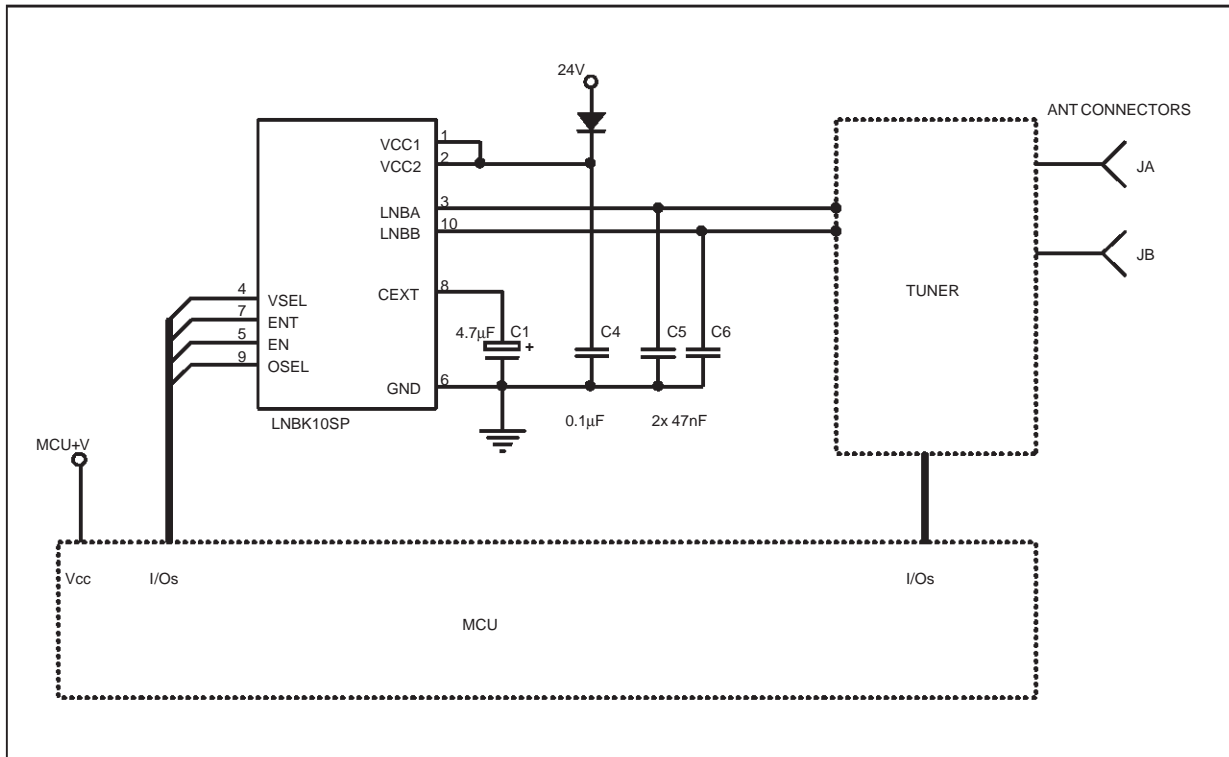 24V
ANT CONNECTORS
VCC1 1
VCC2 2
JA
LNBA 3
LNBB 10
JB
TUNER
CEXT 8
4 VSEL
7 ENT
5 EN
9 OSEL
4.7µF C1
+
C4
C5
C6
GND 6
LNBK10SP
0.1µF
2x 47nF
MCU+V
Vcc
I/Os
I/Os
MCU